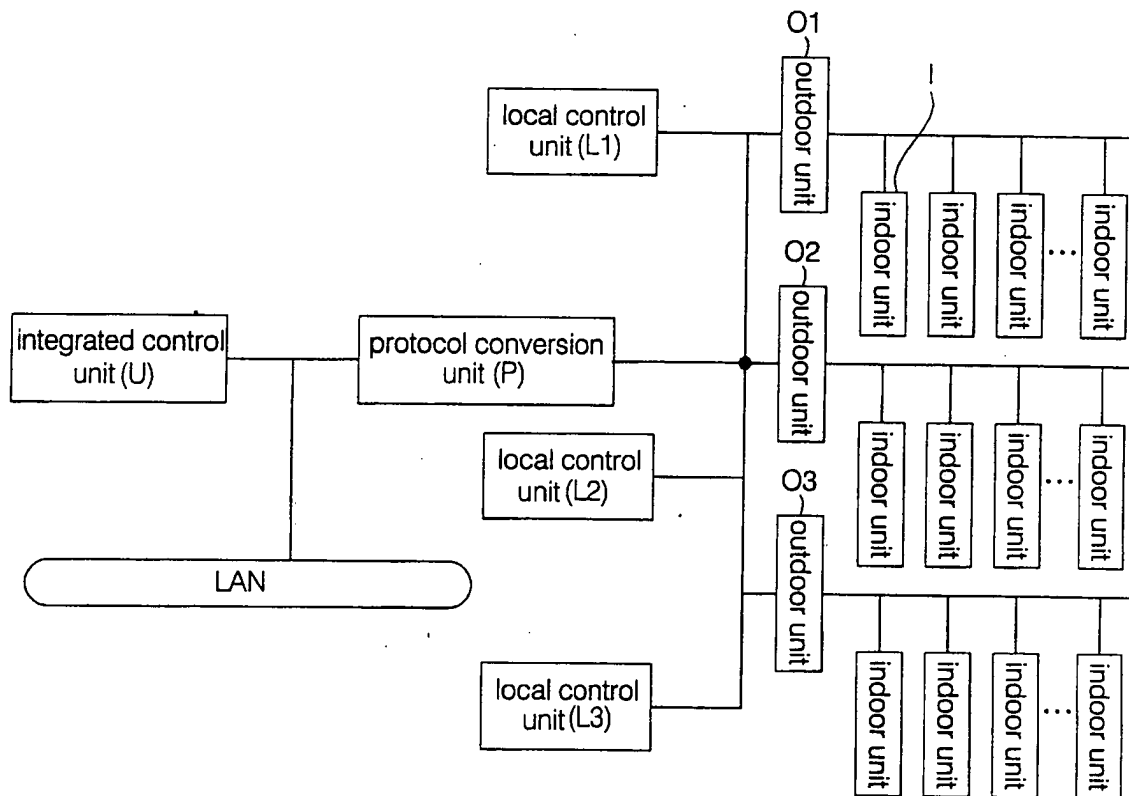 O1
outdoor unit
I
local control
unit (L1)
indoor unit
indoor unit
indoor unit
...
indoor unit
O2
outdoor unit
integrated control
unit (U)
protocol conversion
unit (P)
indoor unit
indoor unit
indoor unit
...
indoor unit
local control
unit (L2)
O3
outdoor unit
LAN
indoor unit
indoor unit
indoor unit
...
indoor unit
local control
unit (L3)